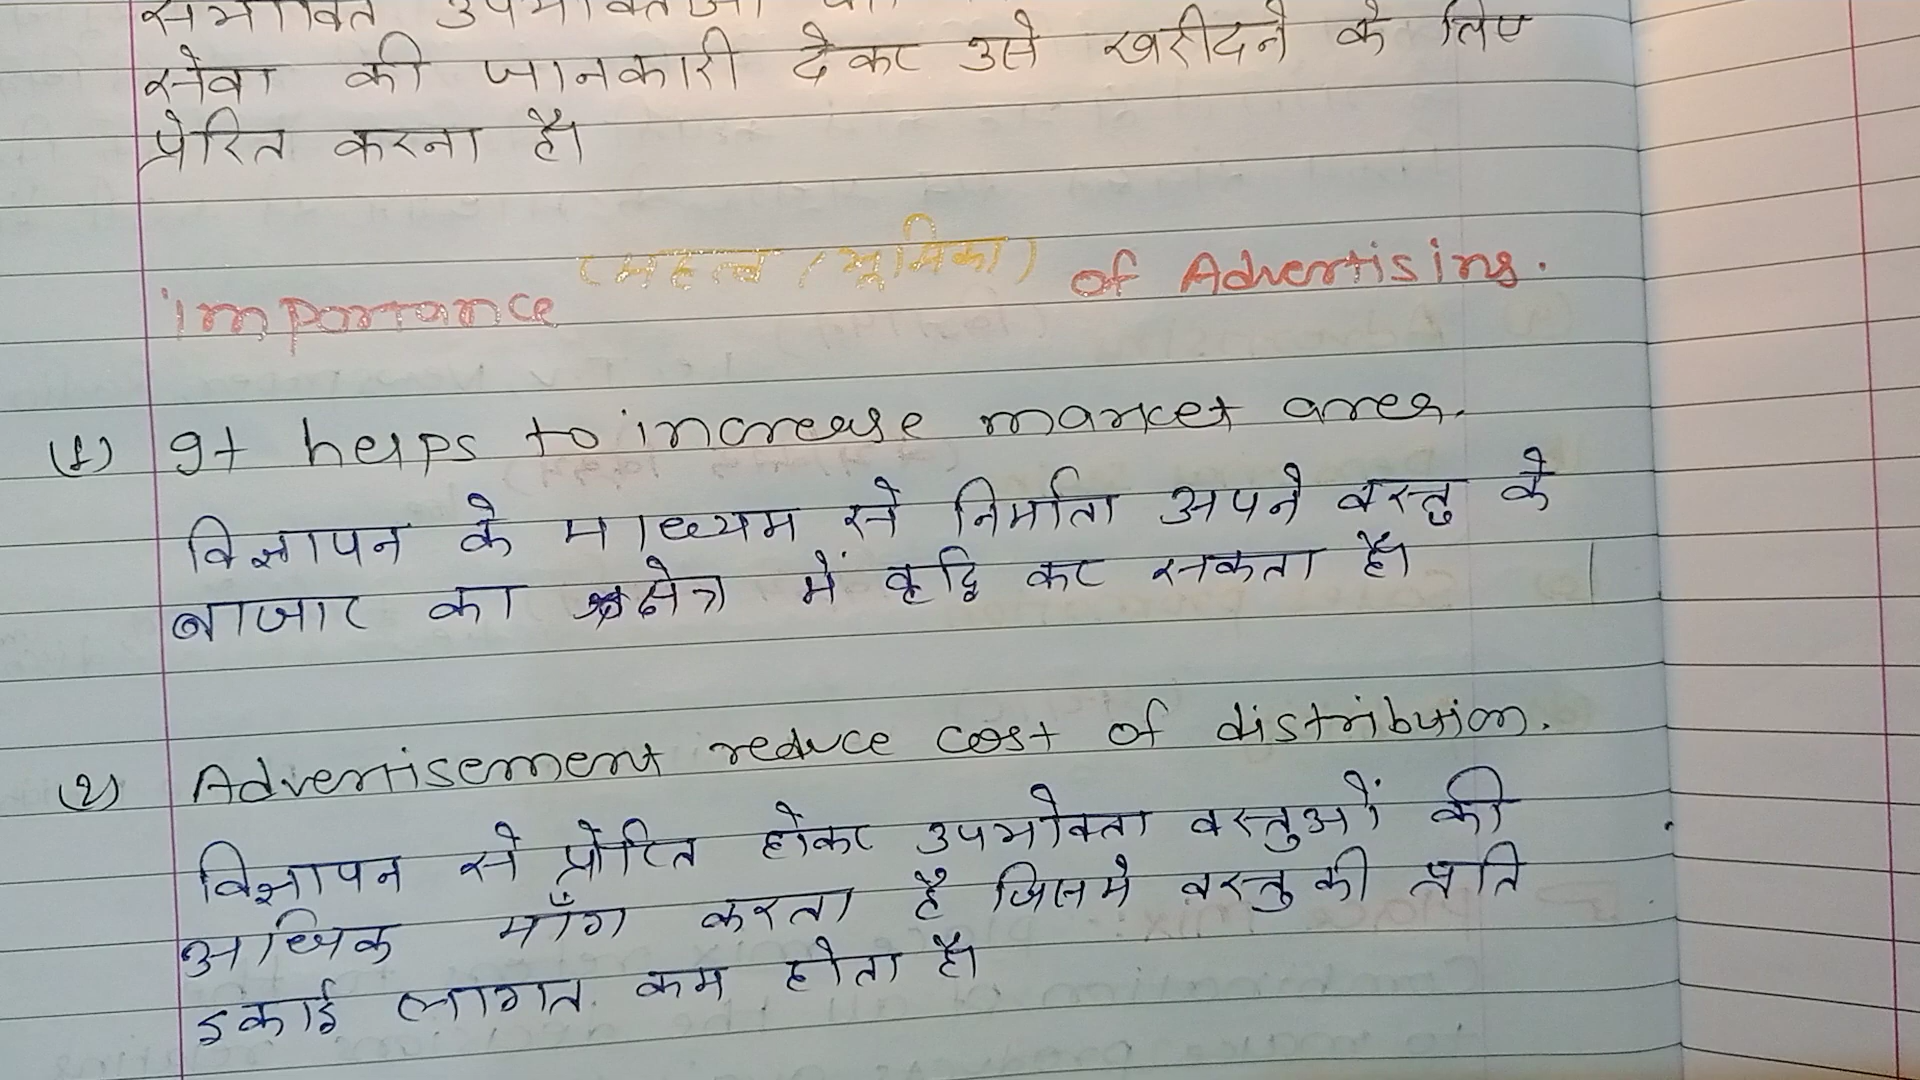 संभावित उपभोक्ताओं
सेवा की जानकारी देकर उसे खरीदने के लिए
प्रेरित करना है।
Importance (महत्व / भूमिका) of Advertising.
(1) It helps to increase market area.
विज्ञापन के माध्यम से निर्माता अपने वस्तु के
बाजार का क्षेत्र में वृद्धि कर सकता है।
(2) Advertisement reduce cost of distribution.
विज्ञापन से प्रेरित होकर उपभोक्ता वस्तुओं की
अधिक माँग करता है जिसमे वस्तु की प्रति
इकाई लागत कम होता है।